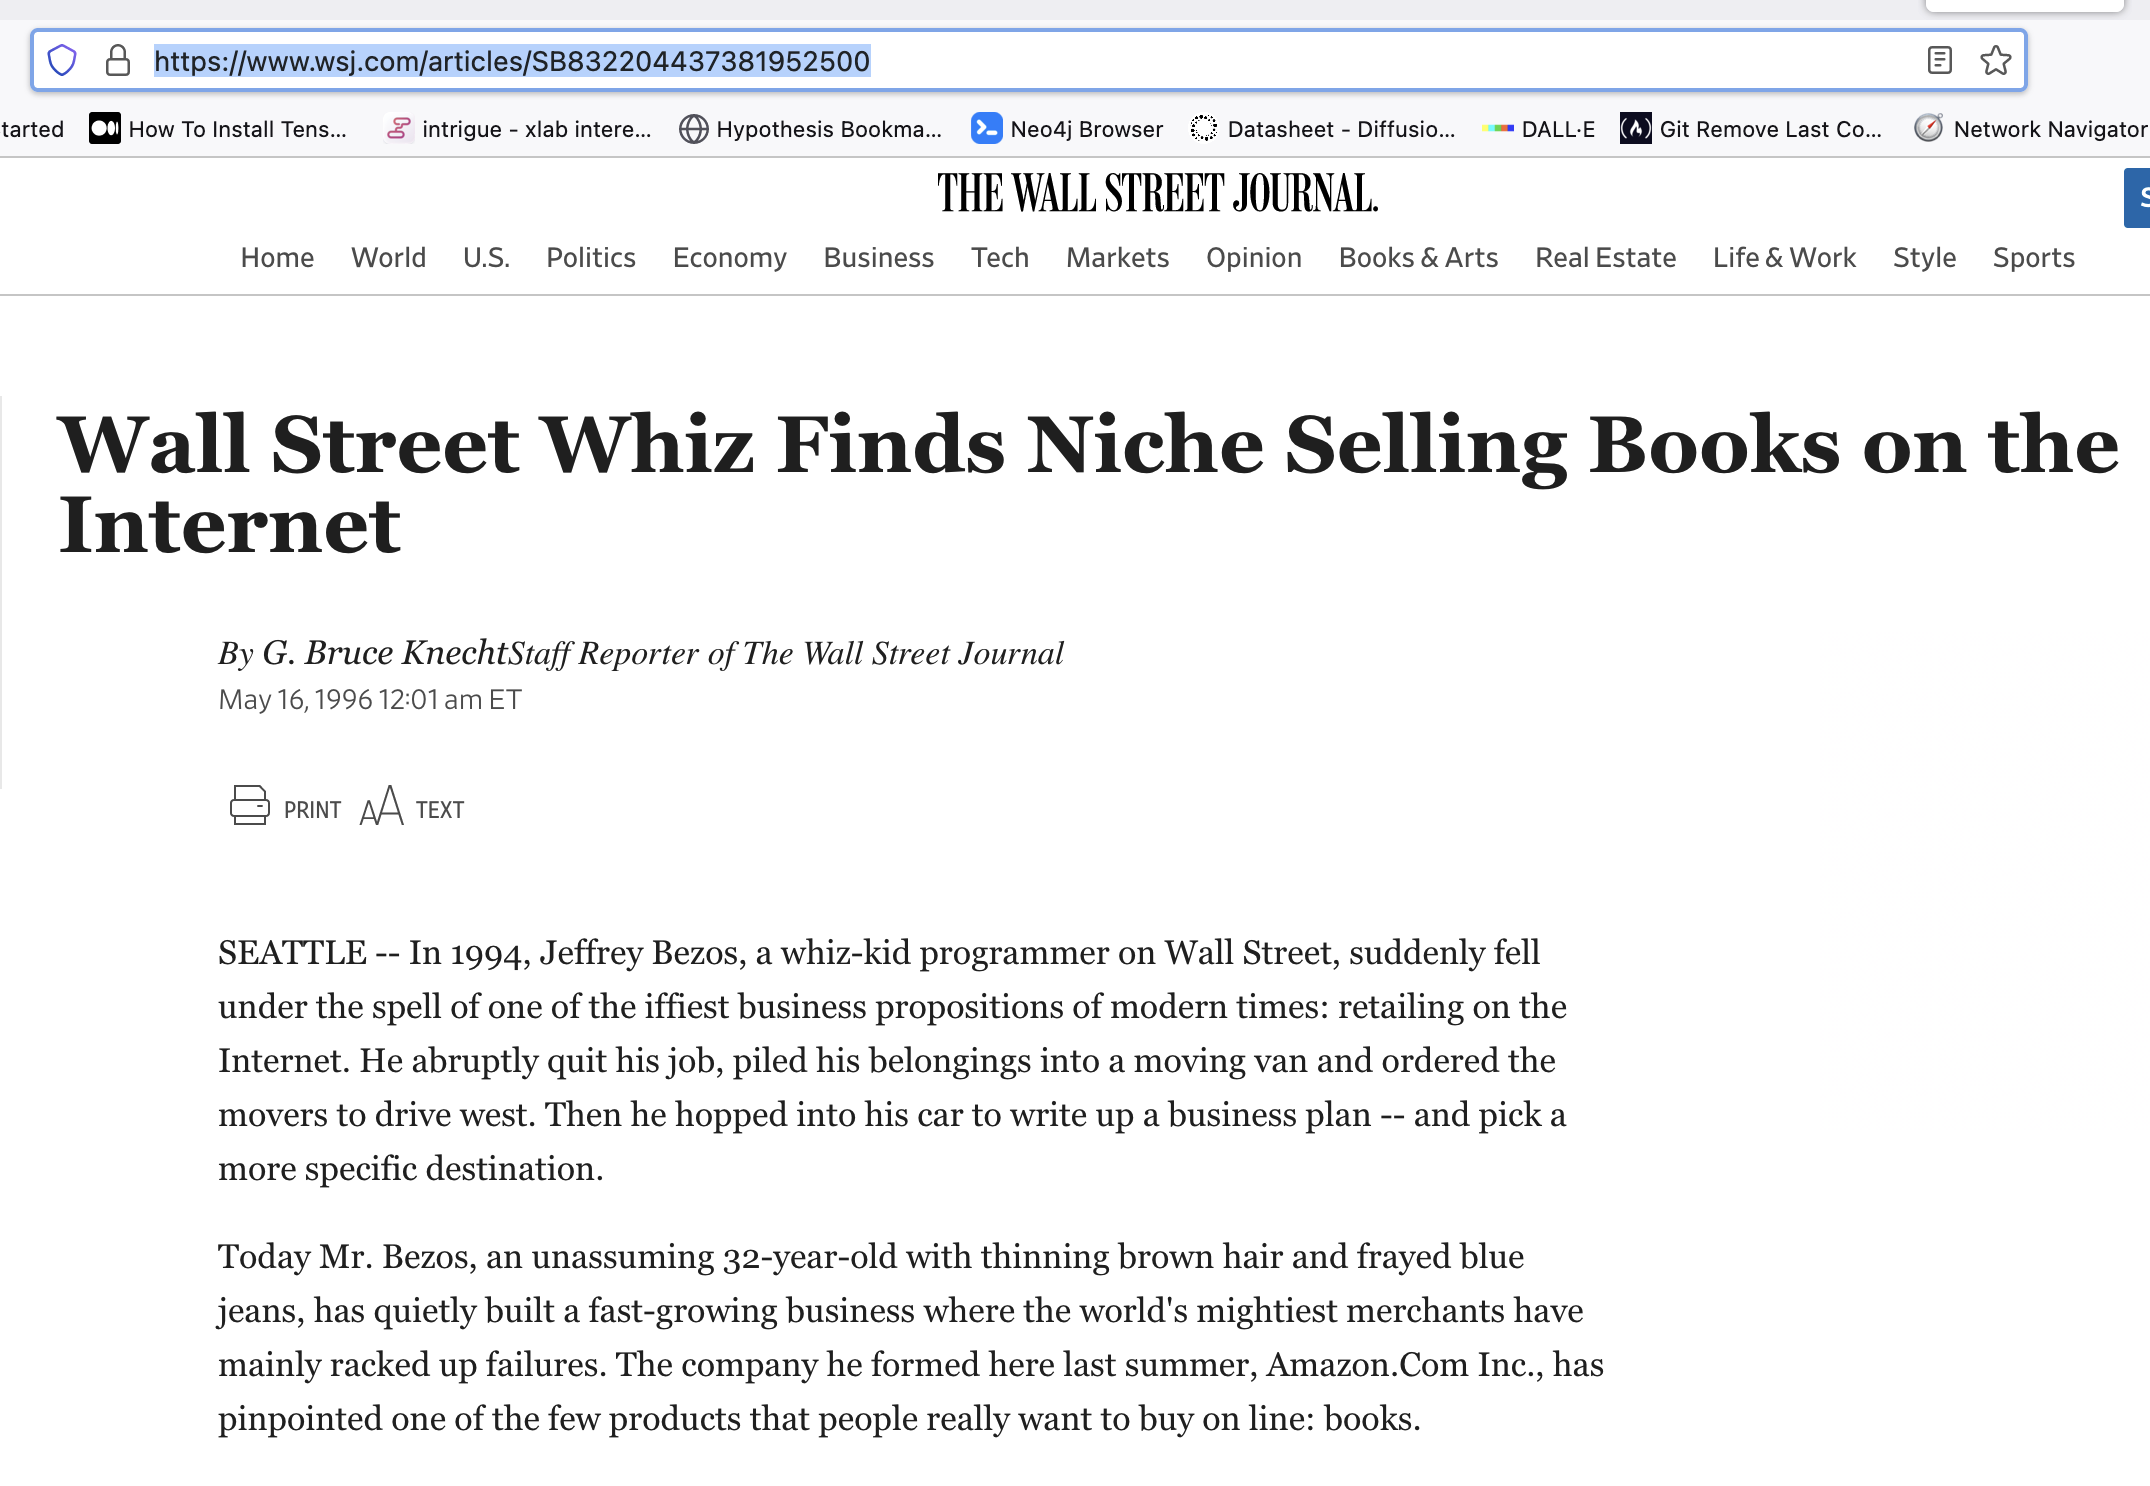 https://www.wsj.com/articles/SB832204437381952500
tarted How To Install Tens... intrigue - xlab intere... Hypothesis Bookma... Neo4j Browser Datasheet - Diffusio... DALL·E Git Remove Last Co... Network Navigator
THE WALL STREET JOURNAL.
S
Home World U.S. Politics Economy Business Tech Markets Opinion Books & Arts Real Estate Life & Work Style Sports
Wall Street Whiz Finds Niche Selling Books on the
Internet
By G. Bruce KnechtStaff Reporter of The Wall Street Journal
May 16, 1996 12:01 am ET
PRINT AA TEXT
SEATTLE -- In 1994, Jeffrey Bezos, a whiz-kid programmer on Wall Street, suddenly fell
under the spell of one of the iffiest business propositions of modern times: retailing on the
Internet. He abruptly quit his job, piled his belongings into a moving van and ordered the
movers to drive west. Then he hopped into his car to write up a business plan -- and pick a
more specific destination.
Today Mr. Bezos, an unassuming 32-year-old with thinning brown hair and frayed blue
jeans, has quietly built a fast-growing business where the world's mightiest merchants have
mainly racked up failures. The company he formed here last summer, Amazon.Com Inc., has
pinpointed one of the few products that people really want to buy on line: books.